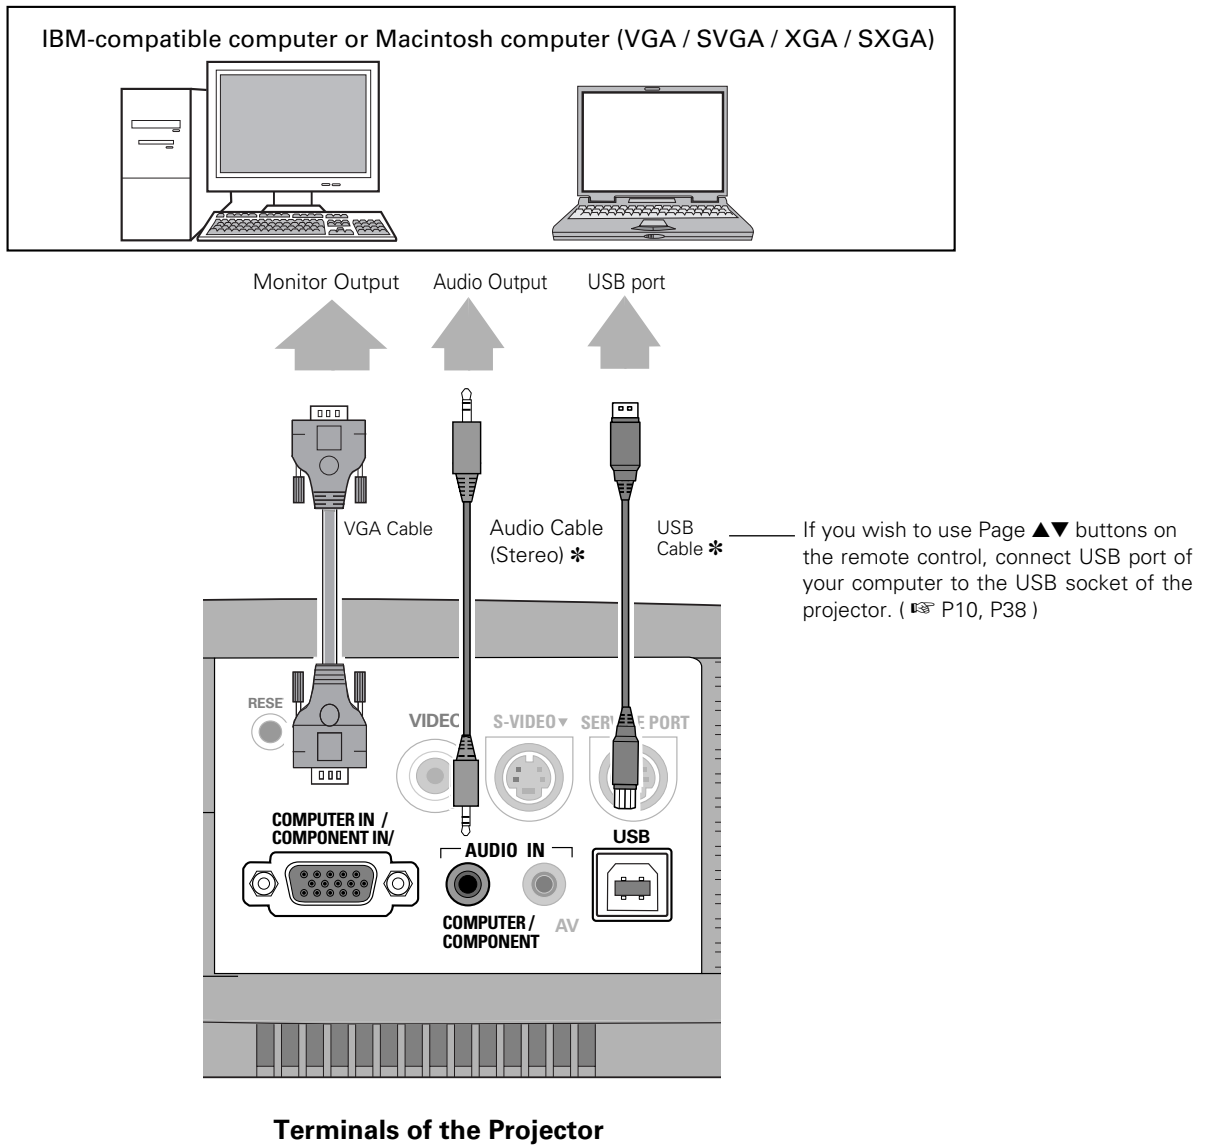 IBM-compatible computer or Macintosh computer (VGA / SVGA / XGA / SXGA)
Monitor Output
Audio Output
USB port
VGA Cable
Audio Cable
(Stereo) ✻
USB
Cable ✻
If you wish to use Page ▲▼ buttons on
the remote control, connect USB port of
your computer to the USB socket of the
projector. ( ☞ P10, P38 )
RESE
VIDEO
S-VIDEO▼
SERVICE PORT
COMPUTER IN /
COMPONENT IN/
AUDIO IN
USB
COMPUTER /
COMPONENT
AV
Terminals of the Projector